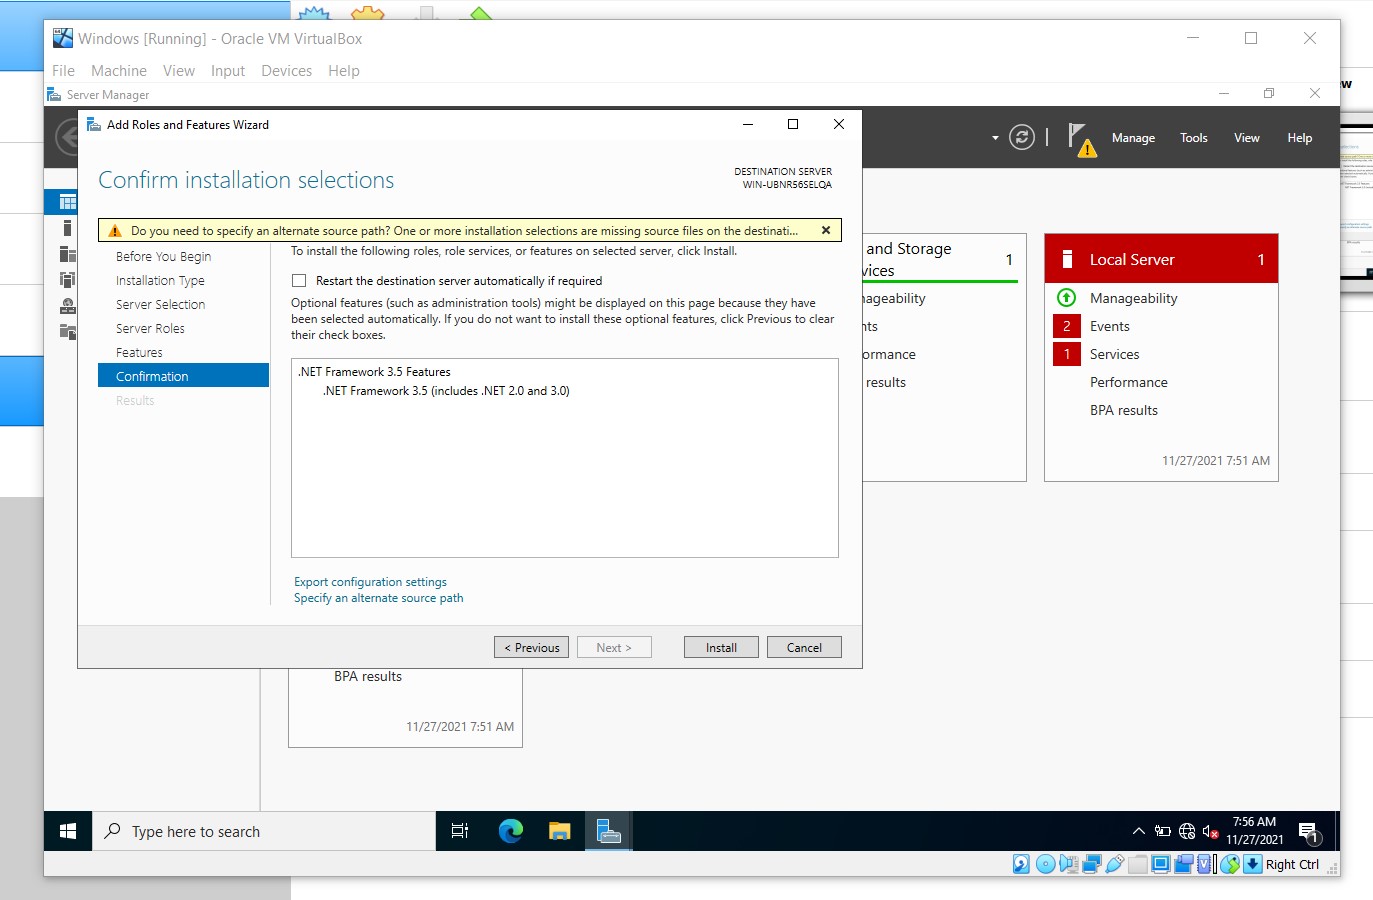 Windows [Running] - Oracle VM VirtualBox
File Machine View Input Devices Help
Server Manager
Add Roles and Features Wizard
Manage Tools View Help
Confirm installation selections
DESTINATION SERVER
WIN-UBNR56SELQA
Do you need to specify an alternate source path? One or more installation selections are missing source files on the destinati...
Before You Begin
Installation Type
Server Selection
Server Roles
Features
Confirmation
Results
To install the following roles, role services, or features on selected server, click Install.
Restart the destination server automatically if required
Optional features (such as administration tools) might be displayed on this page because they have
been selected automatically. If you do not want to install these optional features, click Previous to clear
their check boxes.
.NET Framework 3.5 Features
.NET Framework 3.5 (includes .NET 2.0 and 3.0)
Export configuration settings
Specify an alternate source path
< Previous Next > Install Cancel
and Storage 1
vices
nageability
nts
ormance
results
Local Server 1
Manageability
2 Events
1 Services
Performance
BPA results
11/27/2021 7:51 AM
BPA results
11/27/2021 7:51 AM
Type here to search
7:56 AM
11/27/2021
1
Right Ctrl